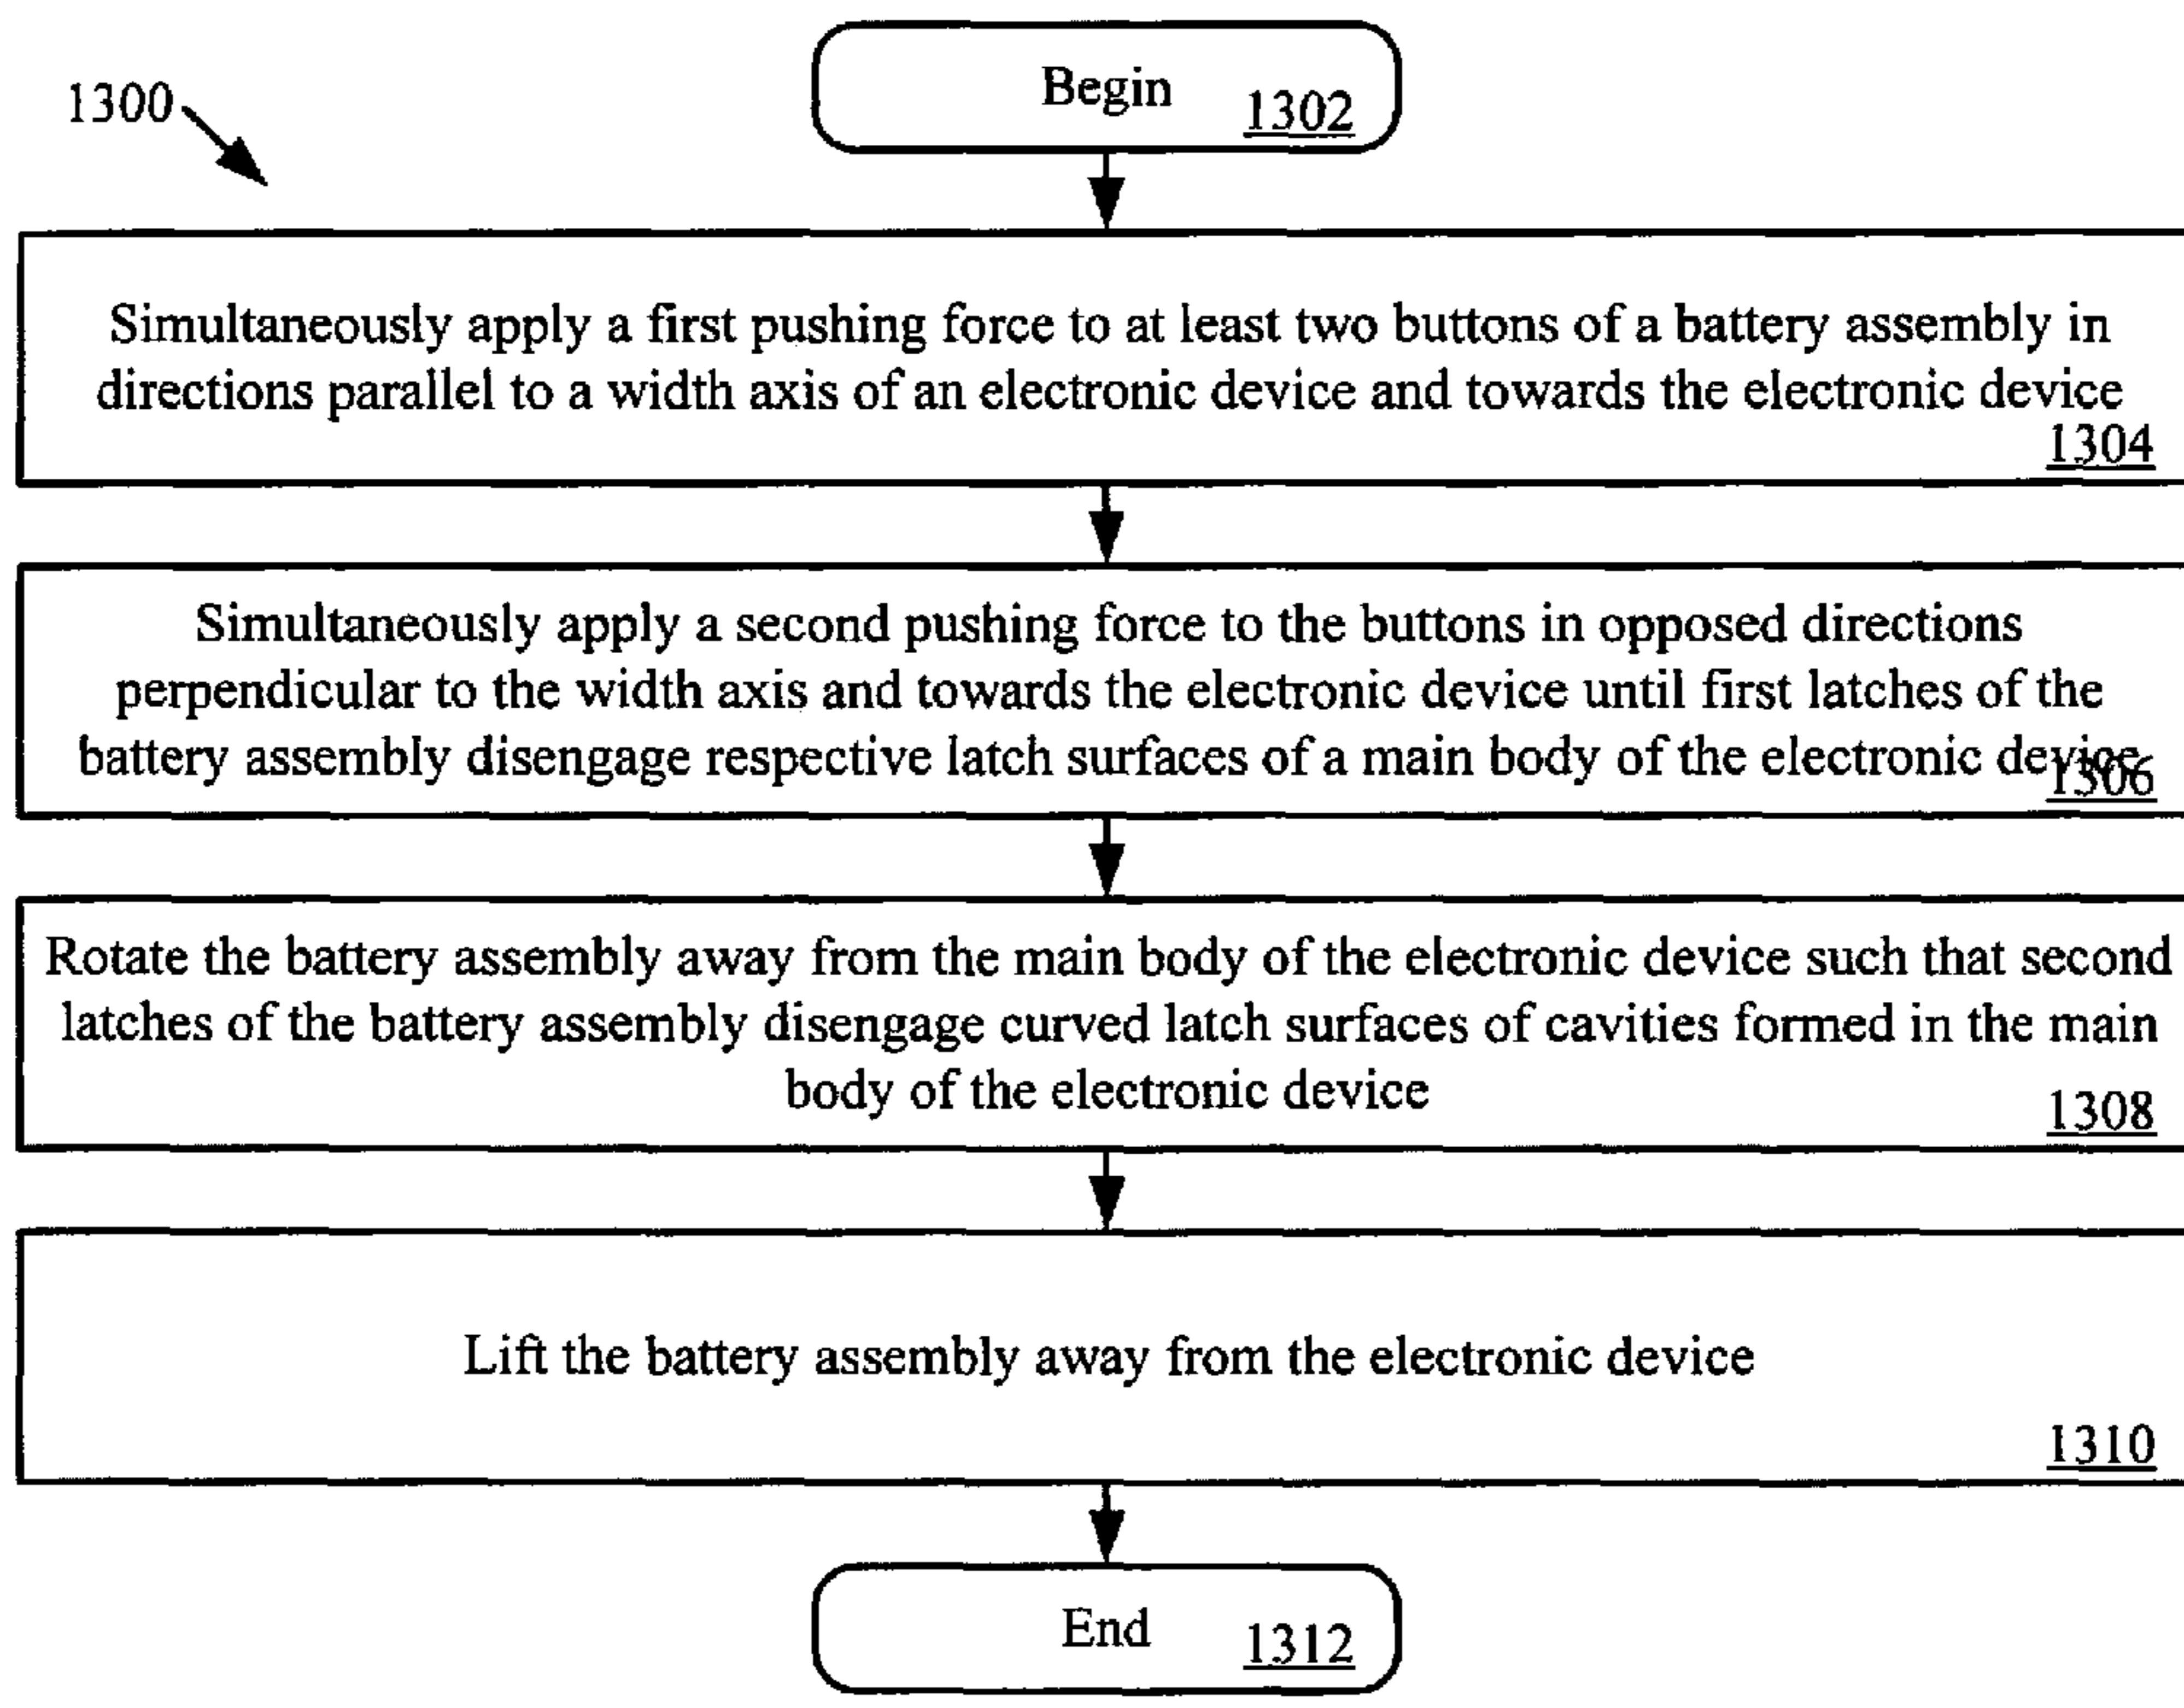 1300
Begin 1302
Simultaneously apply a first pushing force to at least two buttons of a battery assembly in
directions parallel to a width axis of an electronic device and towards the electronic device
1304
Simultaneously apply a second pushing force to the buttons in opposed directions
perpendicular to the width axis and towards the electronic device until first latches of the
battery assembly disengage respective latch surfaces of a main body of the electronic device
1306
Rotate the battery assembly away from the main body of the electronic device such that second
latches of the battery assembly disengage curved latch surfaces of cavities formed in the main
body of the electronic device
1308
Lift the battery assembly away from the electronic device
1310
End 1312